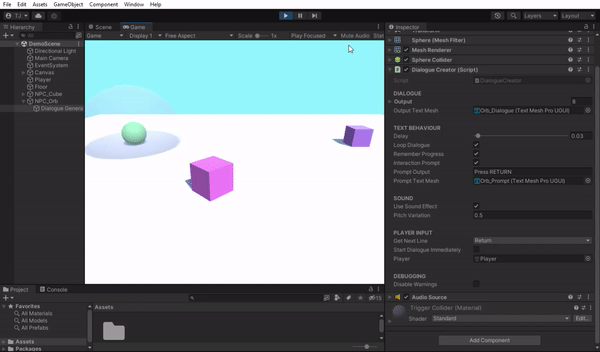 File Edit Assets GameObject Component Window Help
TJ
Layers Layout
Hierarchy
All
DemoScene
Directional Light
Main Camera
EventSystem
Canvas
Player
Floor
NPC_Cube
NPC_Orb
Dialogue Genera
Scene Game
Game Display 1 Free Aspect Scale 1x Play Focused Mute Audio Stat
Inspector
Sphere (Mesh Filter)
Mesh Renderer
Sphere Collider
Dialogue Creator (Script)
Script DialogueCreator
DIALOGUE
Output 8
Output Text Mesh Orb_Dialogue (Text Mesh Pro UGUI)
TEXT BEHAVIOUR
Delay 0.03
Loop Dialogue
Remember Progress
Interaction Prompt
Prompt Output Press RETURN
Prompt Text Mesh Orb_Prompt (Text Mesh Pro UGUI)
SOUND
Use Sound Effect
Pitch Variation 0.5
PLAYER INPUT
Get Next Line Return
Start Dialogue Immediately
Player Player
DEBUGGING
Disable Warnings
Audio Source
Trigger Collider (Material)
Shader Standard Edit...
Add Component
Project Console
15
Favorites
All Materials
All Models
All Prefabs
Assets
Packages
Assets